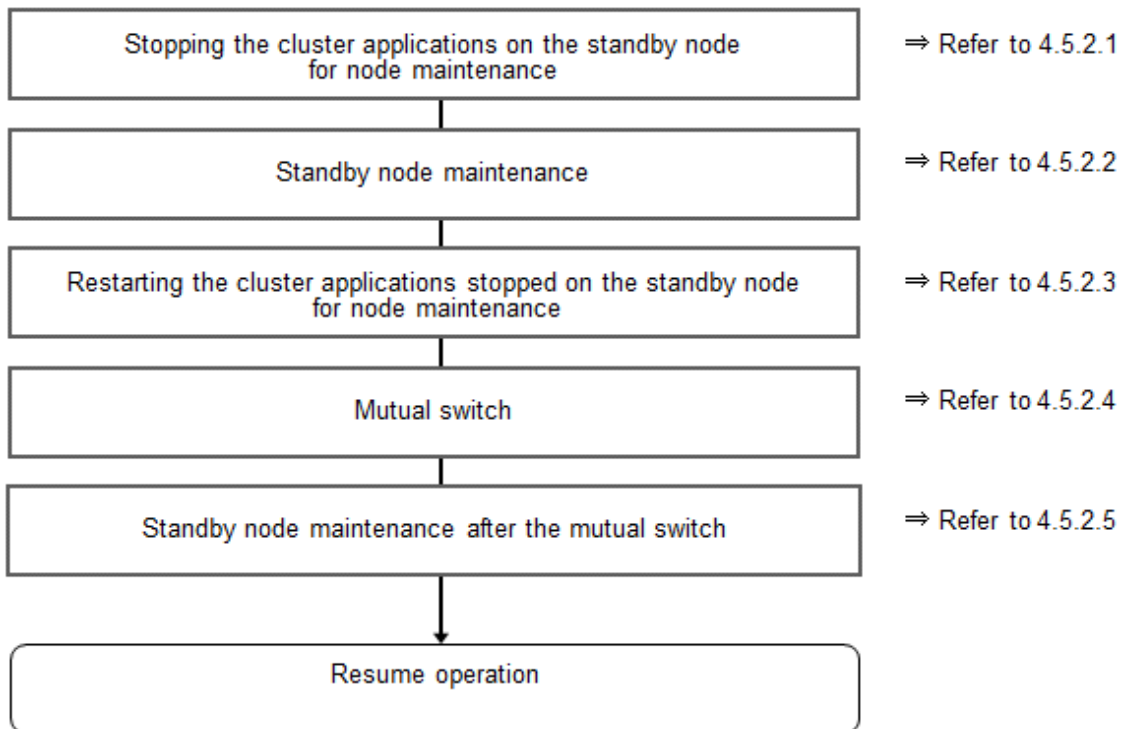 Stopping the cluster applications on the standby node
for node maintenance
⇒ Refer to 4.5.2.1
Standby node maintenance
⇒ Refer to 4.5.2.2
Restarting the cluster applications stopped on the standby node
for node maintenance
⇒ Refer to 4.5.2.3
Mutual switch
⇒ Refer to 4.5.2.4
Standby node maintenance after the mutual switch
⇒ Refer to 4.5.2.5
Resume operation